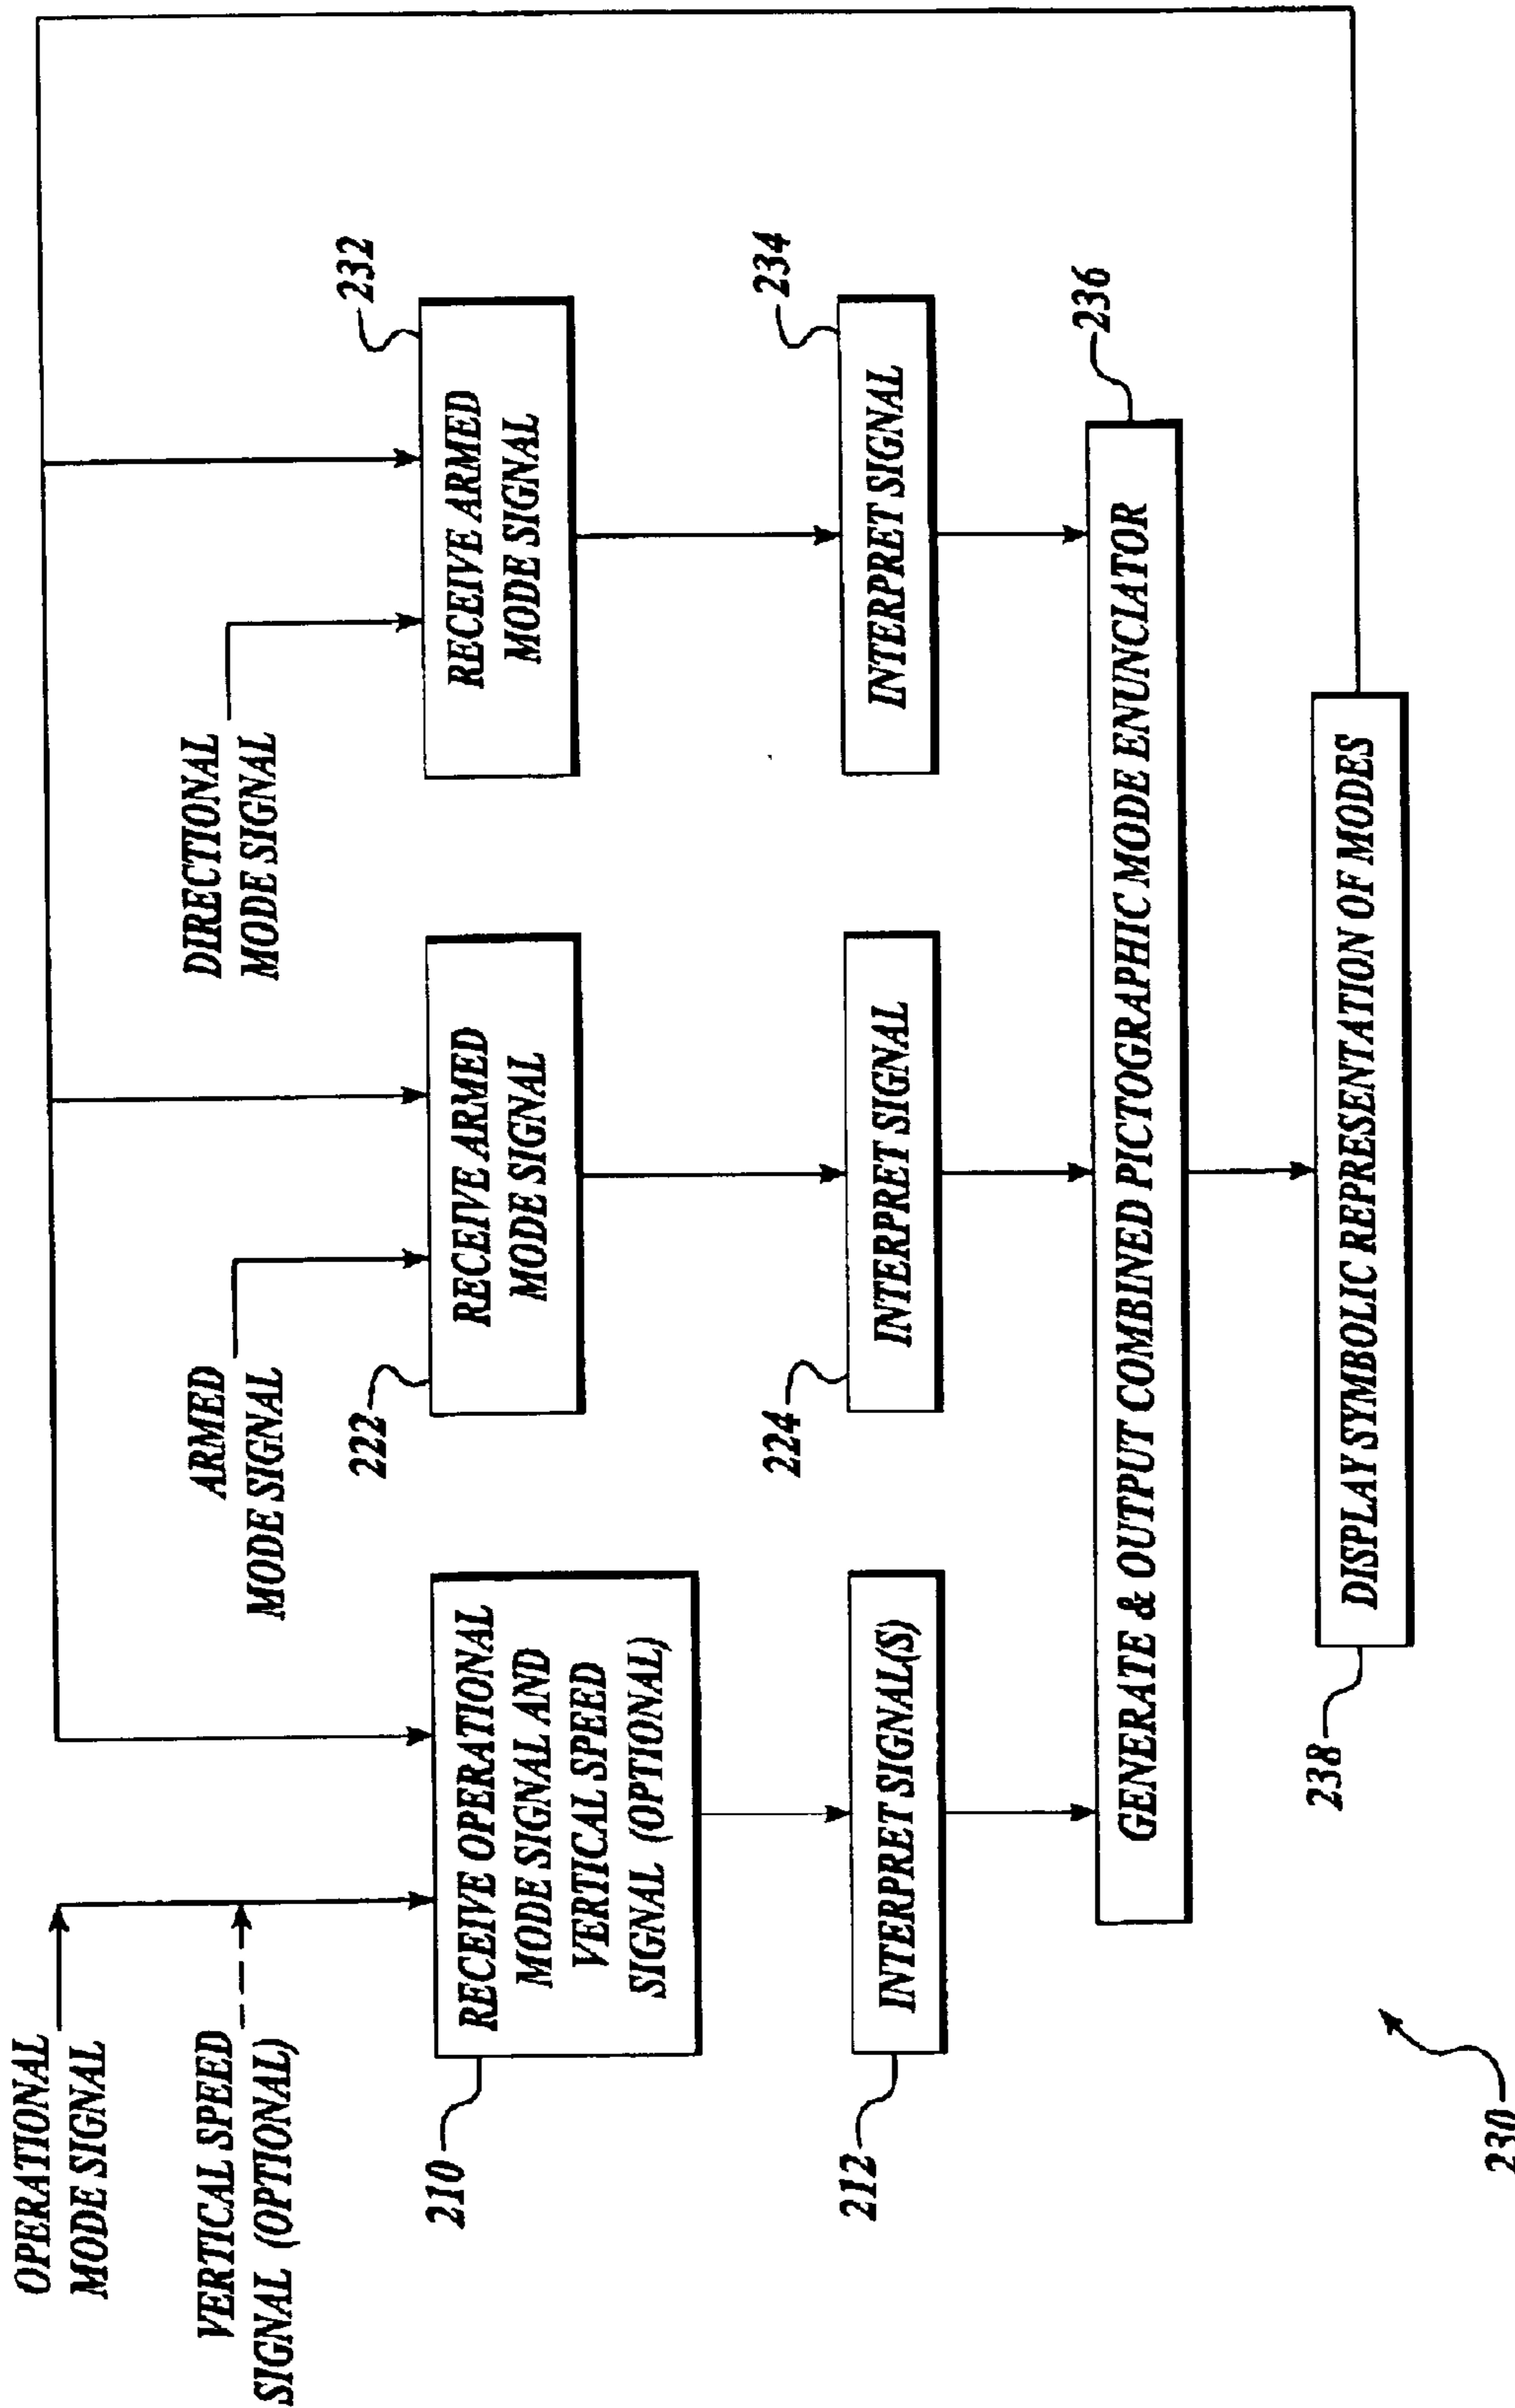 OPERATIONAL
MODE SIGNAL
VERTICAL SPEED
SIGNAL (OPTIONAL)
ARMED
MODE SIGNAL
DIRECTIONAL
MODE SIGNAL
210
RECEIVE OPERATIONAL
MODE SIGNAL AND
VERTICAL SPEED
SIGNAL (OPTIONAL)
222
RECEIVE ARMED
MODE SIGNAL
232
RECEIVE ARMED
MODE SIGNAL
212
INTERPRET SIGNAL(S)
224
INTERPRET SIGNAL
234
INTERPRET SIGNAL
236
GENERATE & OUTPUT COMBINED PICTOGRAPHIC MODE ENUNCLATOR
238
DISPLAY SYMBOLIC REPRESENTATION OF MODES
230